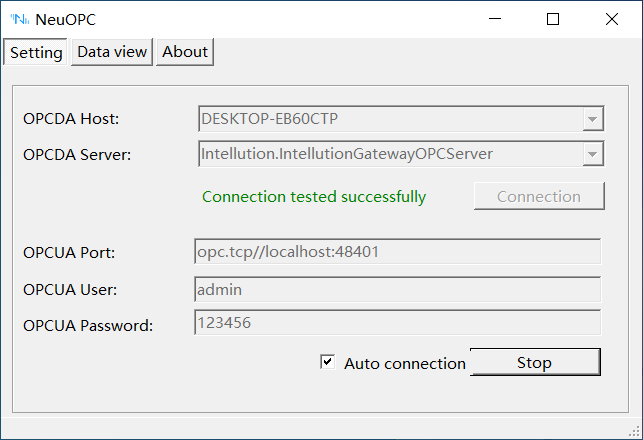 NeuOPC
Setting Data view About
OPCDA Host: DESKTOP-EB60CTP
OPCDA Server: Intellution.IntellutionGatewayOPCServer
Connection tested successfully Connection
OPCUA Port: opc.tcp//localhost:48401
OPCUA User: admin
OPCUA Password: 123456
Auto connection Stop